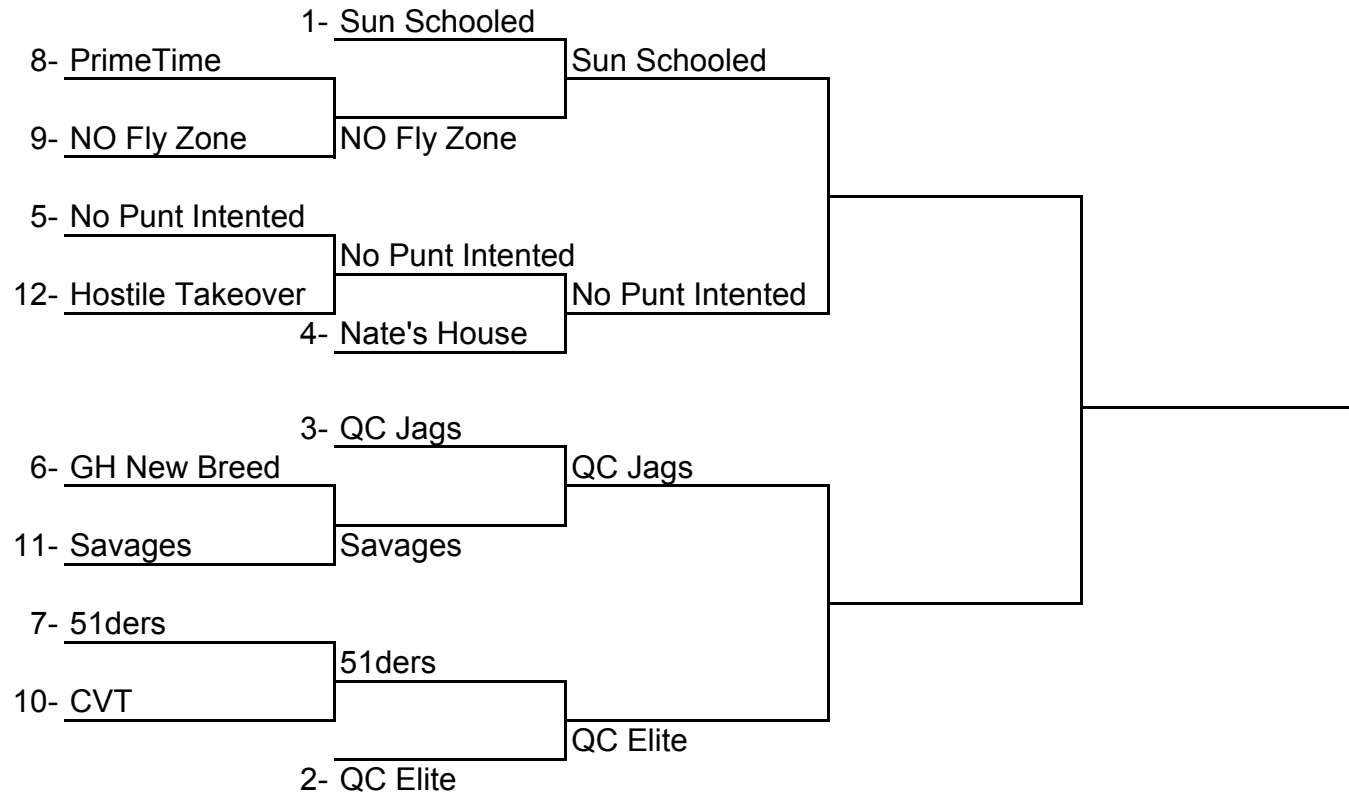 1- Sun Schooled
8- PrimeTime
Sun Schooled
9- NO Fly Zone
NO Fly Zone
5- No Punt Intented
No Punt Intented
12- Hostile Takeover
No Punt Intented
4- Nate's House
3- QC Jags
6- GH New Breed
QC Jags
11- Savages
Savages
7- 51ders
51ders
10- CVT
QC Elite
2- QC Elite